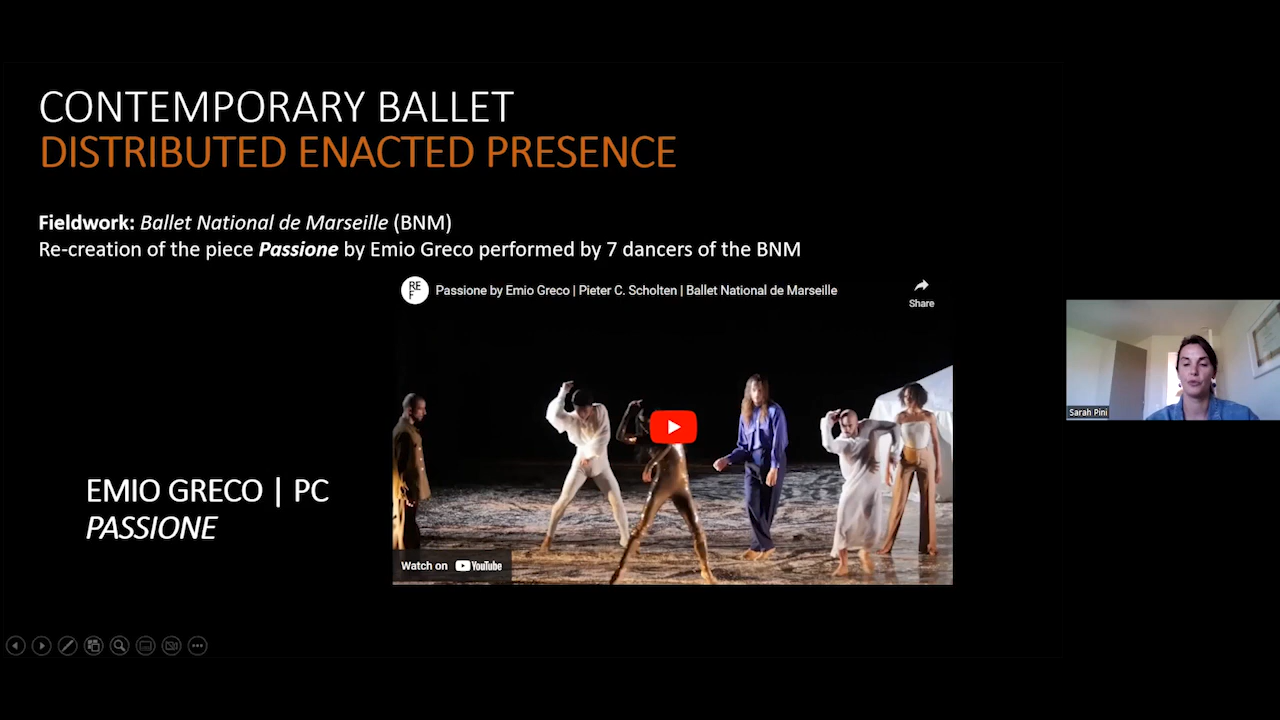 CONTEMPORARY BALLET
DISTRIBUTED ENACTED PRESENCE
Fieldwork: Ballet National de Marseille (BNM)
Re-creation of the piece Passione by Emio Greco performed by 7 dancers of the BNM
RE
F
Passione by Emio Greco | Pieter C. Scholten | Ballet National de Marseille
Share
EMIO GRECO | PC
PASSIONE
Watch on YouTube
Sarah Pini